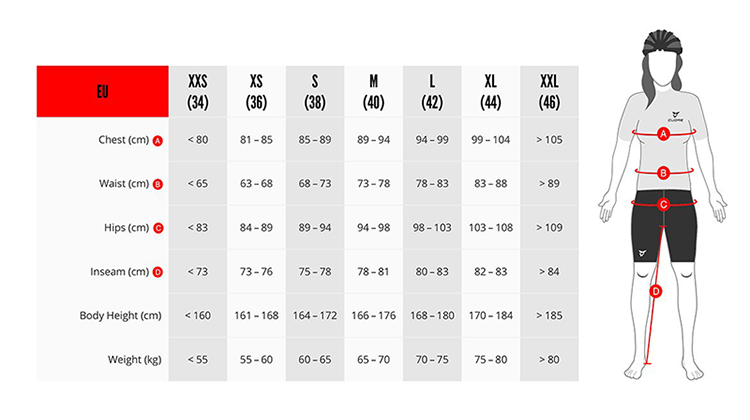 EU XXS (34) XS (36) S (38) M (40) L (42) XL (44) XXL (46)
Chest (cm) A < 80 81 – 85 85 – 89 89 – 94 94 – 99 99 – 104 > 105
Waist (cm) B < 65 63 – 68 68 – 73 73 – 78 78 – 83 83 – 88 > 89
Hips (cm) C < 83 84 – 89 89 – 94 94 – 98 98 – 103 103 – 108 > 109
Inseam (cm) D < 73 73 – 76 75 – 78 78 – 81 80 – 83 82 – 83 > 84
Body Height (cm) < 160 161 – 168 164 – 172 166 – 176 168 – 180 170 – 184 > 185
Weight (kg) < 55 55 – 60 60 – 65 65 – 70 70 – 75 75 – 80 > 80
CUORE
A
B
C
D